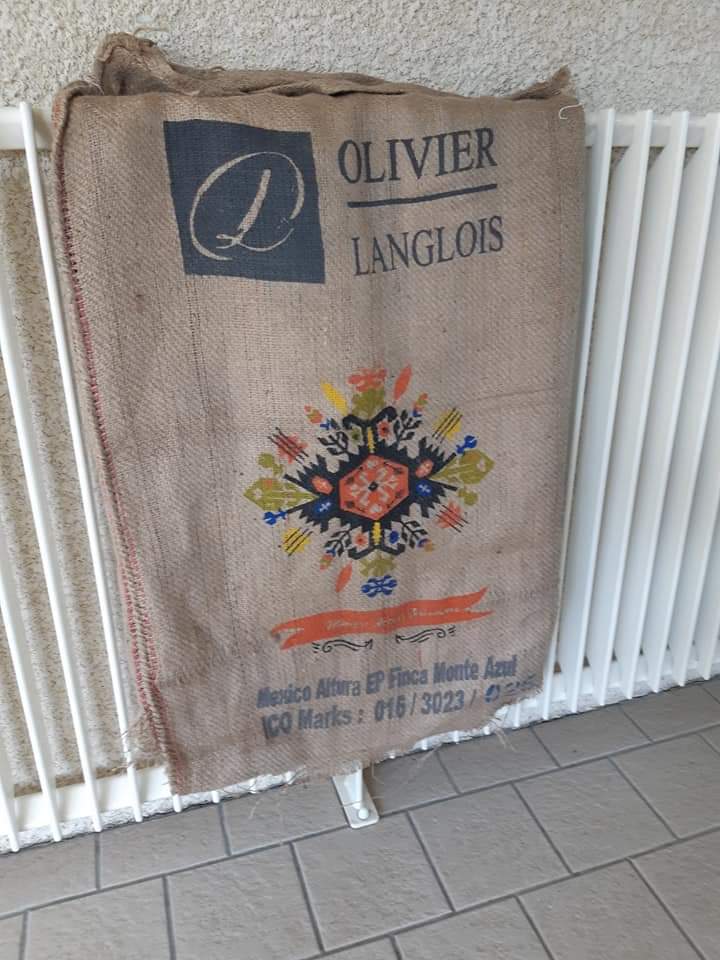 OLIVIER
LANGLOIS
Mexico Altura EP Finca Monte Azul
ICO Marks : 016 / 3023 /